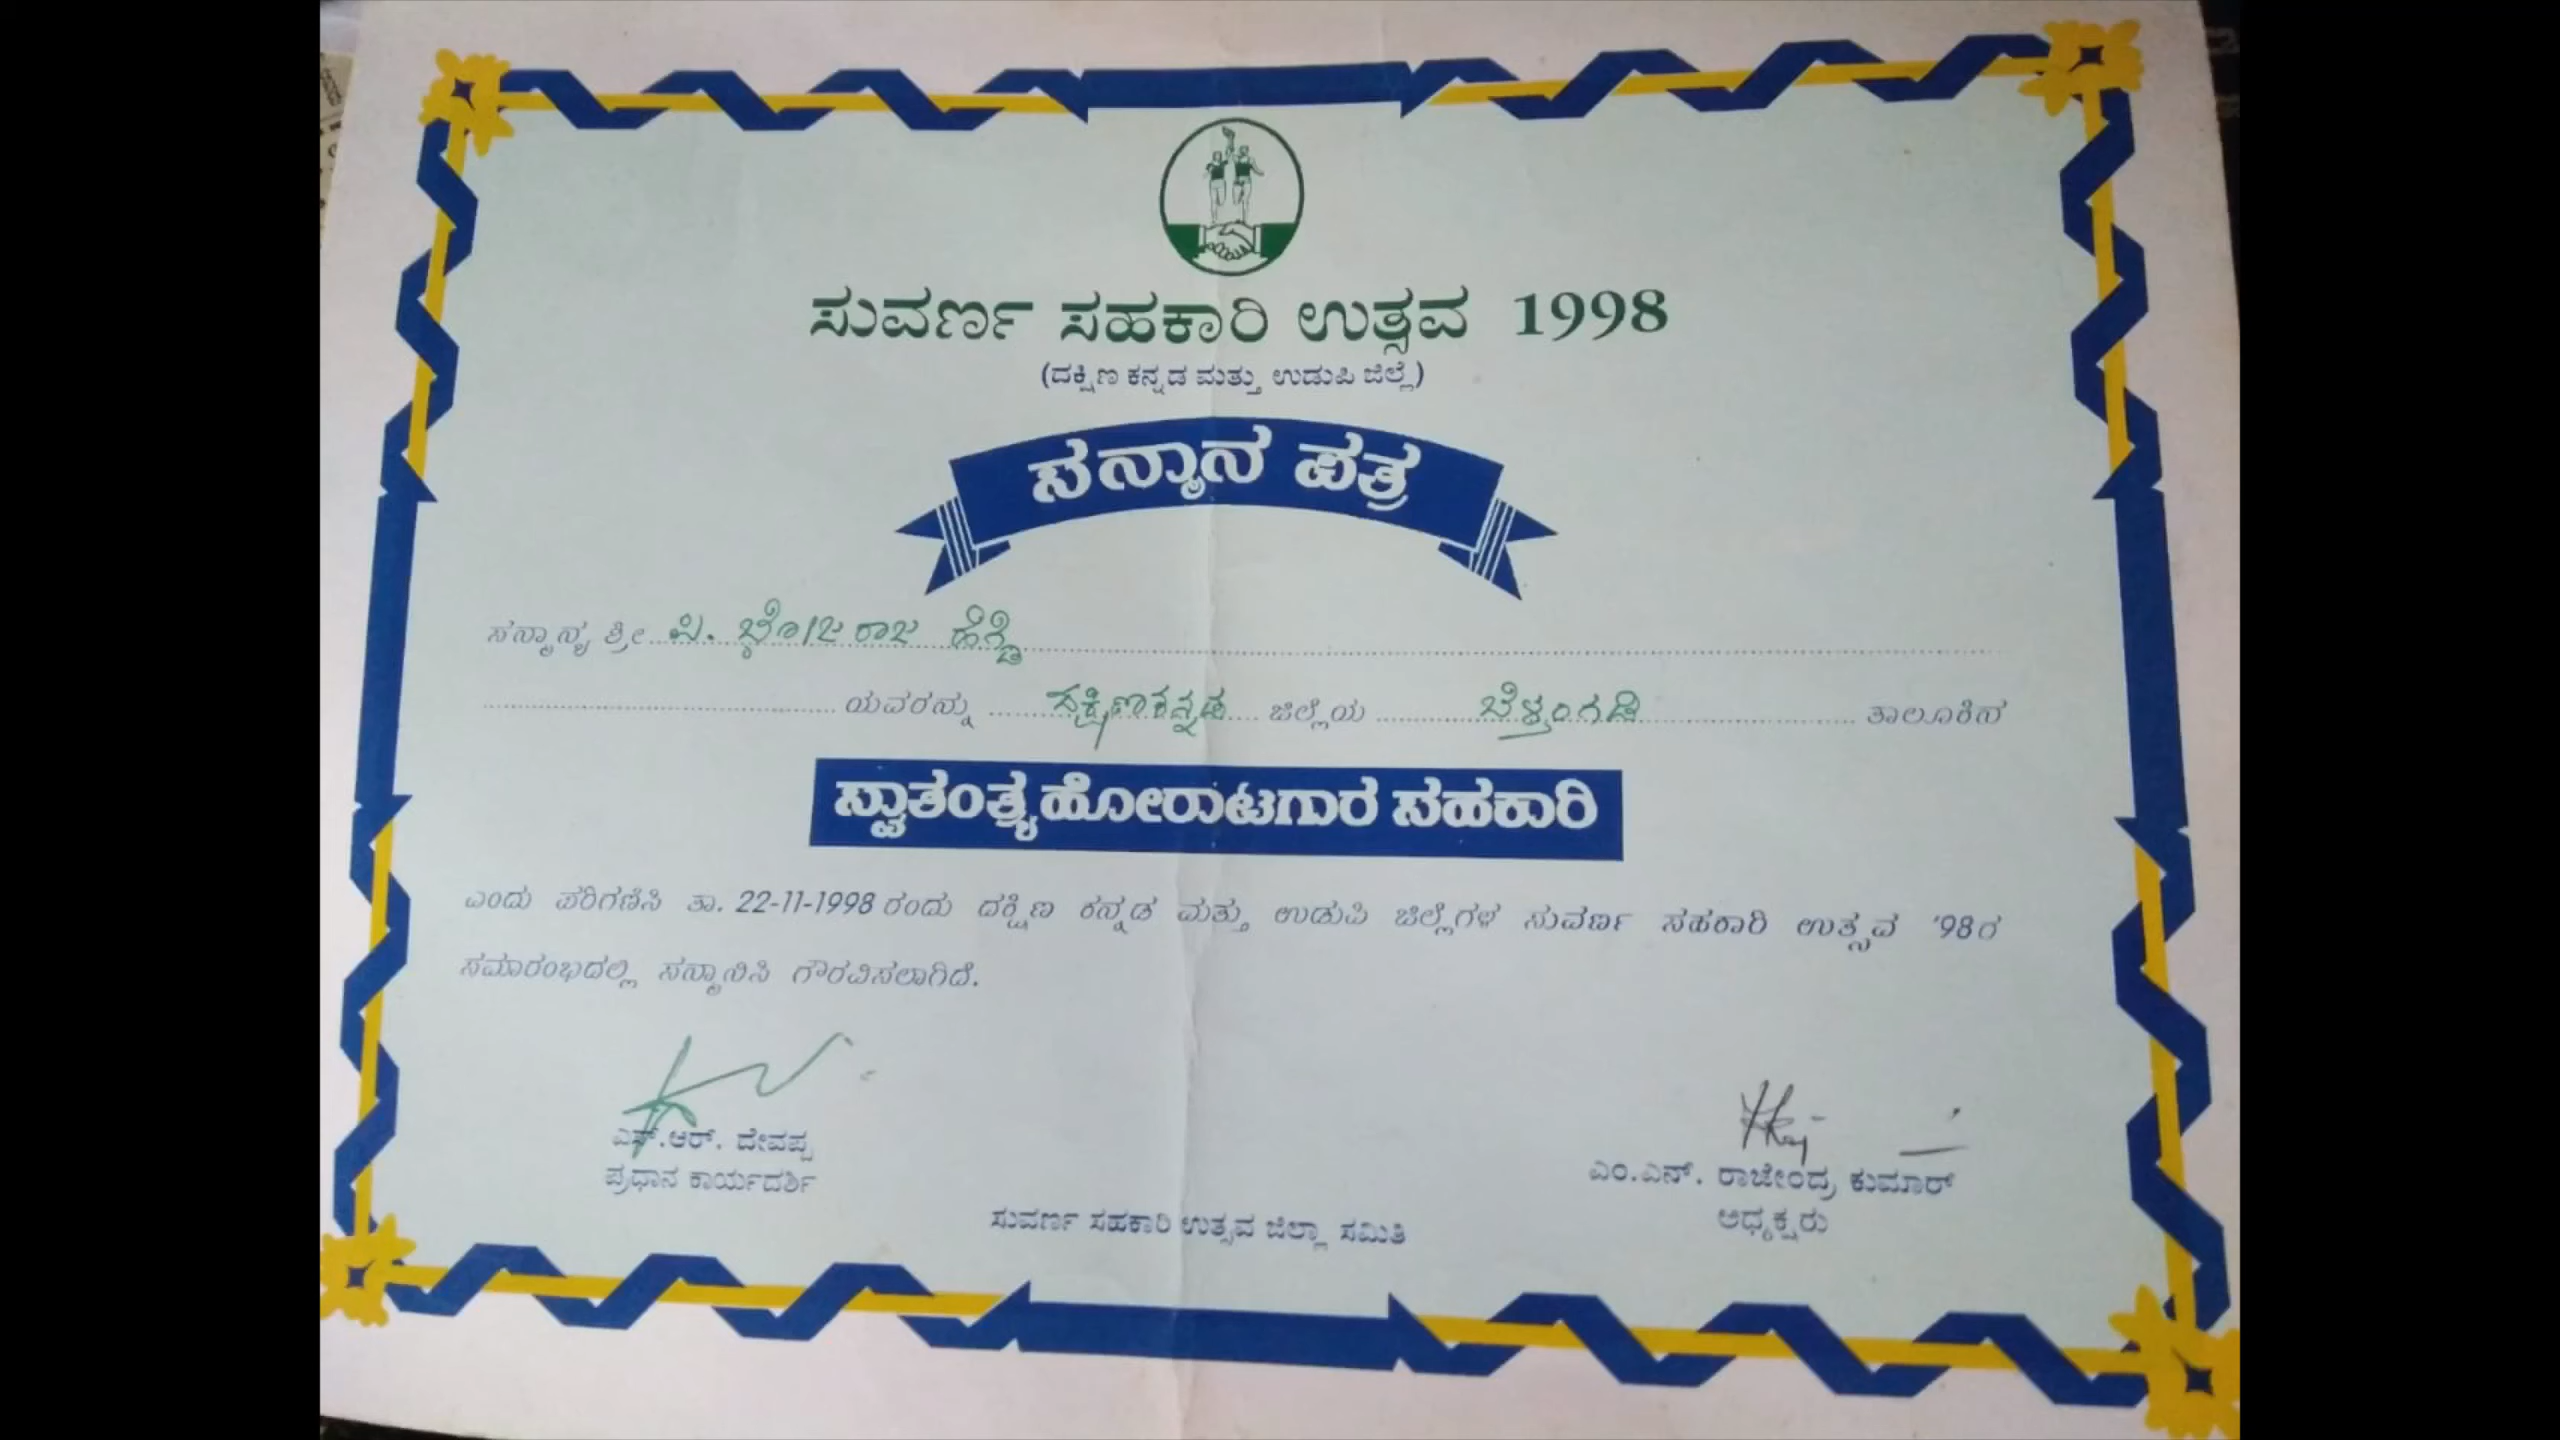 ಸುವರ್ಣ ಸಹಕಾರಿ ಉತ್ಸವ 1998
(ದಕ್ಷಿಣ ಕನ್ನಡ ಮತ್ತು ಉಡುಪಿ ಜಿಲ್ಲೆ)
ಸನ್ಮಾನ ಪತ್ರ
ಸನ್ಮಾನ್ಯ ಶ್ರೀ ಪಿ. ಭೋಜರಾಜ ಹೆಗ್ಡೆ
ಯವರನ್ನು ದಕ್ಷಿಣಕನ್ನಡ ಜಿಲ್ಲೆಯ ಬೆಳ್ತಂಗಡಿ ತಾಲೂಕಿನ
ಸ್ವಾತಂತ್ರ್ಯ ಹೋರಾಟಗಾರ ಸಹಕಾರಿ
ಎಂದು ಪರಿಗಣಿಸಿ ತಾ. 22-11-1998 ರಂದು ದಕ್ಷಿಣ ಕನ್ನಡ ಮತ್ತು ಉಡುಪಿ ಜಿಲ್ಲೆಗಳ ಸುವರ್ಣ ಸಹಕಾರಿ ಉತ್ಸವ '98ರ
ಸಮಾರಂಭದಲ್ಲಿ ಸನ್ಮಾನಿಸಿ ಗೌರವಿಸಲಾಗಿದೆ.
ಎಸ್.ಆರ್. ದೇವಪ್ಪ
ಪ್ರಧಾನ ಕಾರ್ಯದರ್ಶಿ
ಎಂ.ಎನ್. ರಾಜೇಂದ್ರ ಕುಮಾರ್
ಅಧ್ಯಕ್ಷರು
ಸುವರ್ಣ ಸಹಕಾರಿ ಉತ್ಸವ ಜಿಲ್ಲಾ ಸಮಿತಿ